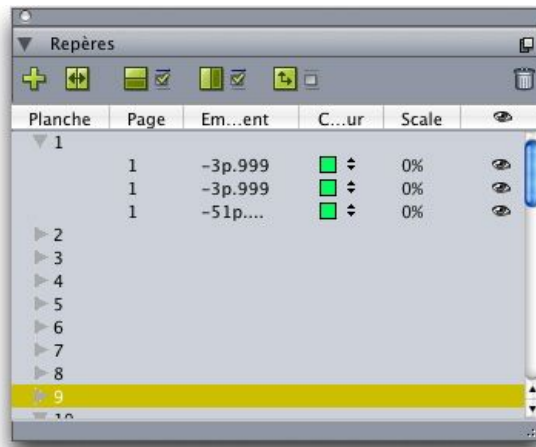 Repères
Planche Page Em...ent C...ur Scale
1
1 -3p.999 0%
1 -3p.999 0%
1 -51p.... 0%
2
3
4
5
6
7
8
9
10